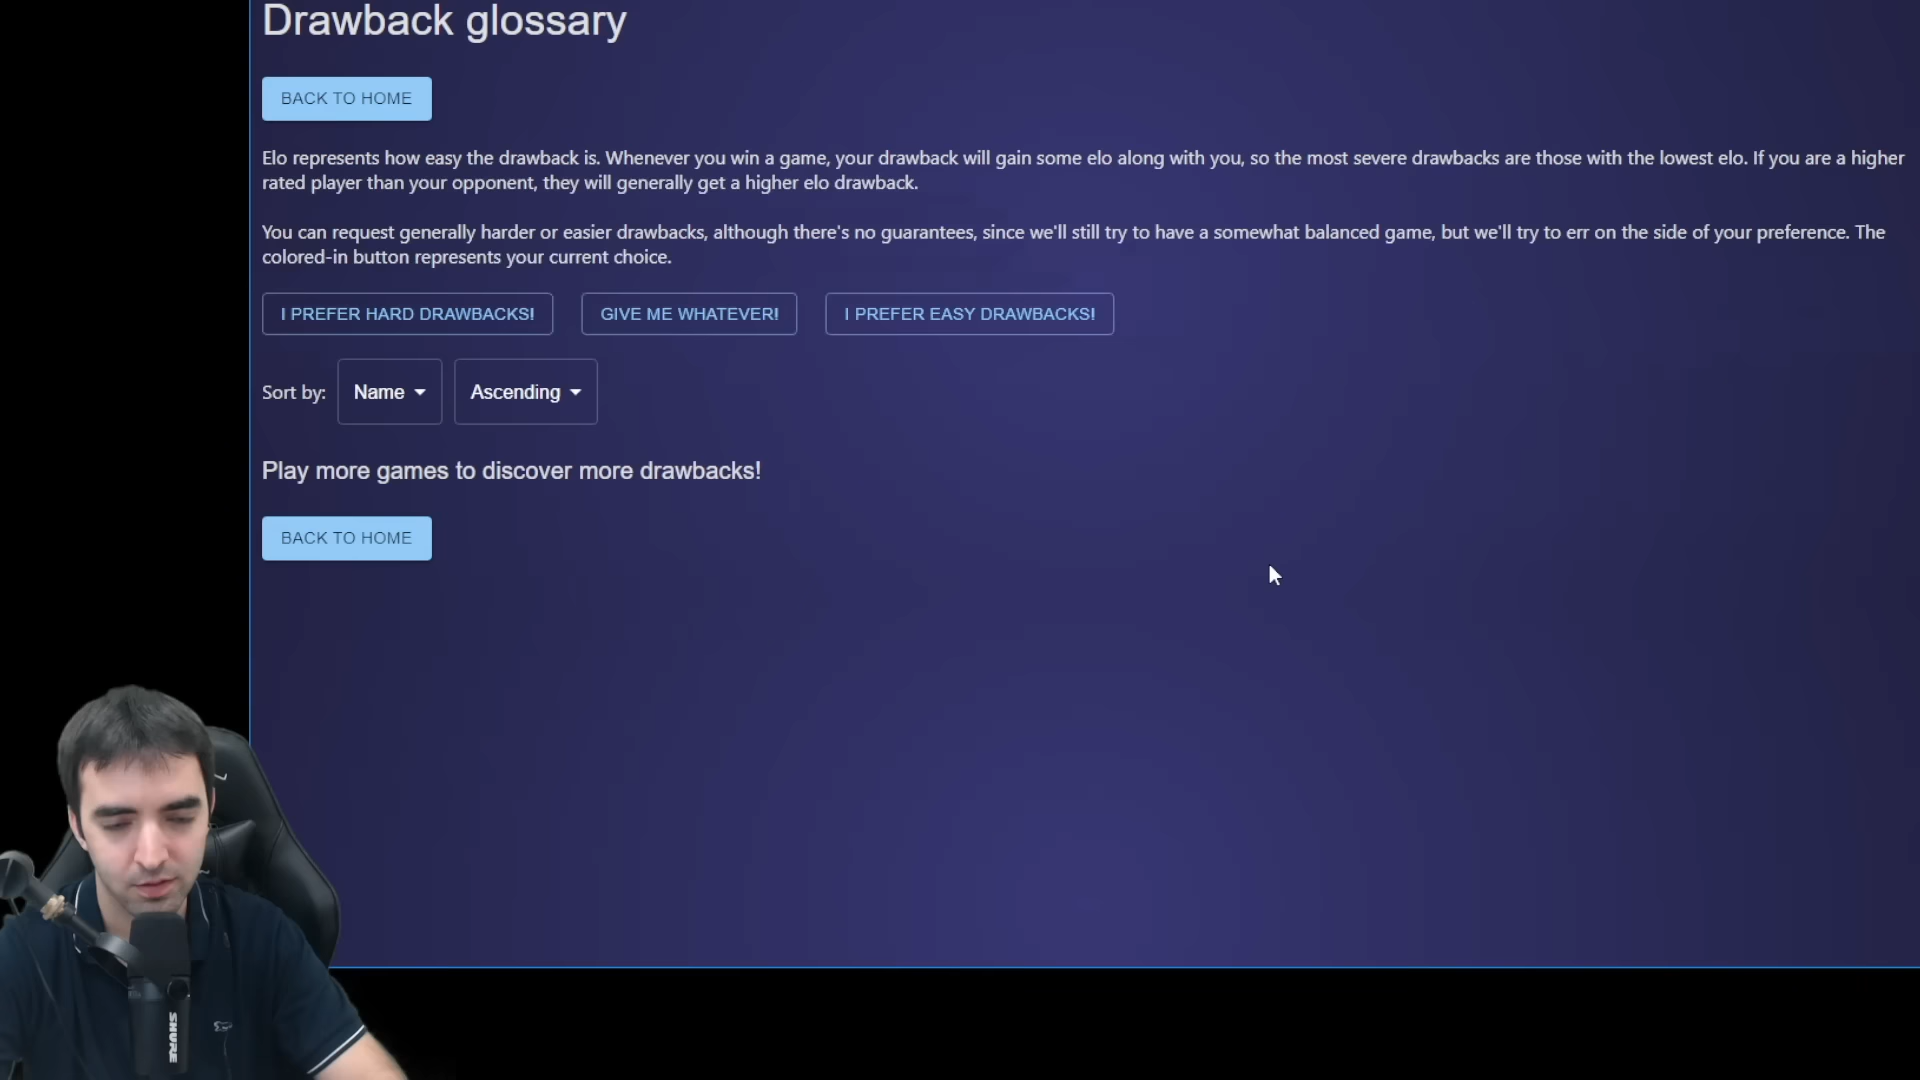 Drawback glossary
BACK TO HOME
Elo represents how easy the drawback is. Whenever you win a game, your drawback will gain some elo along with you, so the most severe drawbacks are those with the lowest elo. If you are a higher
rated player than your opponent, they will generally get a higher elo drawback.
You can request generally harder or easier drawbacks, although there's no guarantees, since we'll still try to have a somewhat balanced game, but we'll try to err on the side of your preference. The
colored-in button represents your current choice.
I PREFER HARD DRAWBACKS! GIVE ME WHATEVER! I PREFER EASY DRAWBACKS!
Sort by: Name Ascending
Play more games to discover more drawbacks!
BACK TO HOME
SHURE